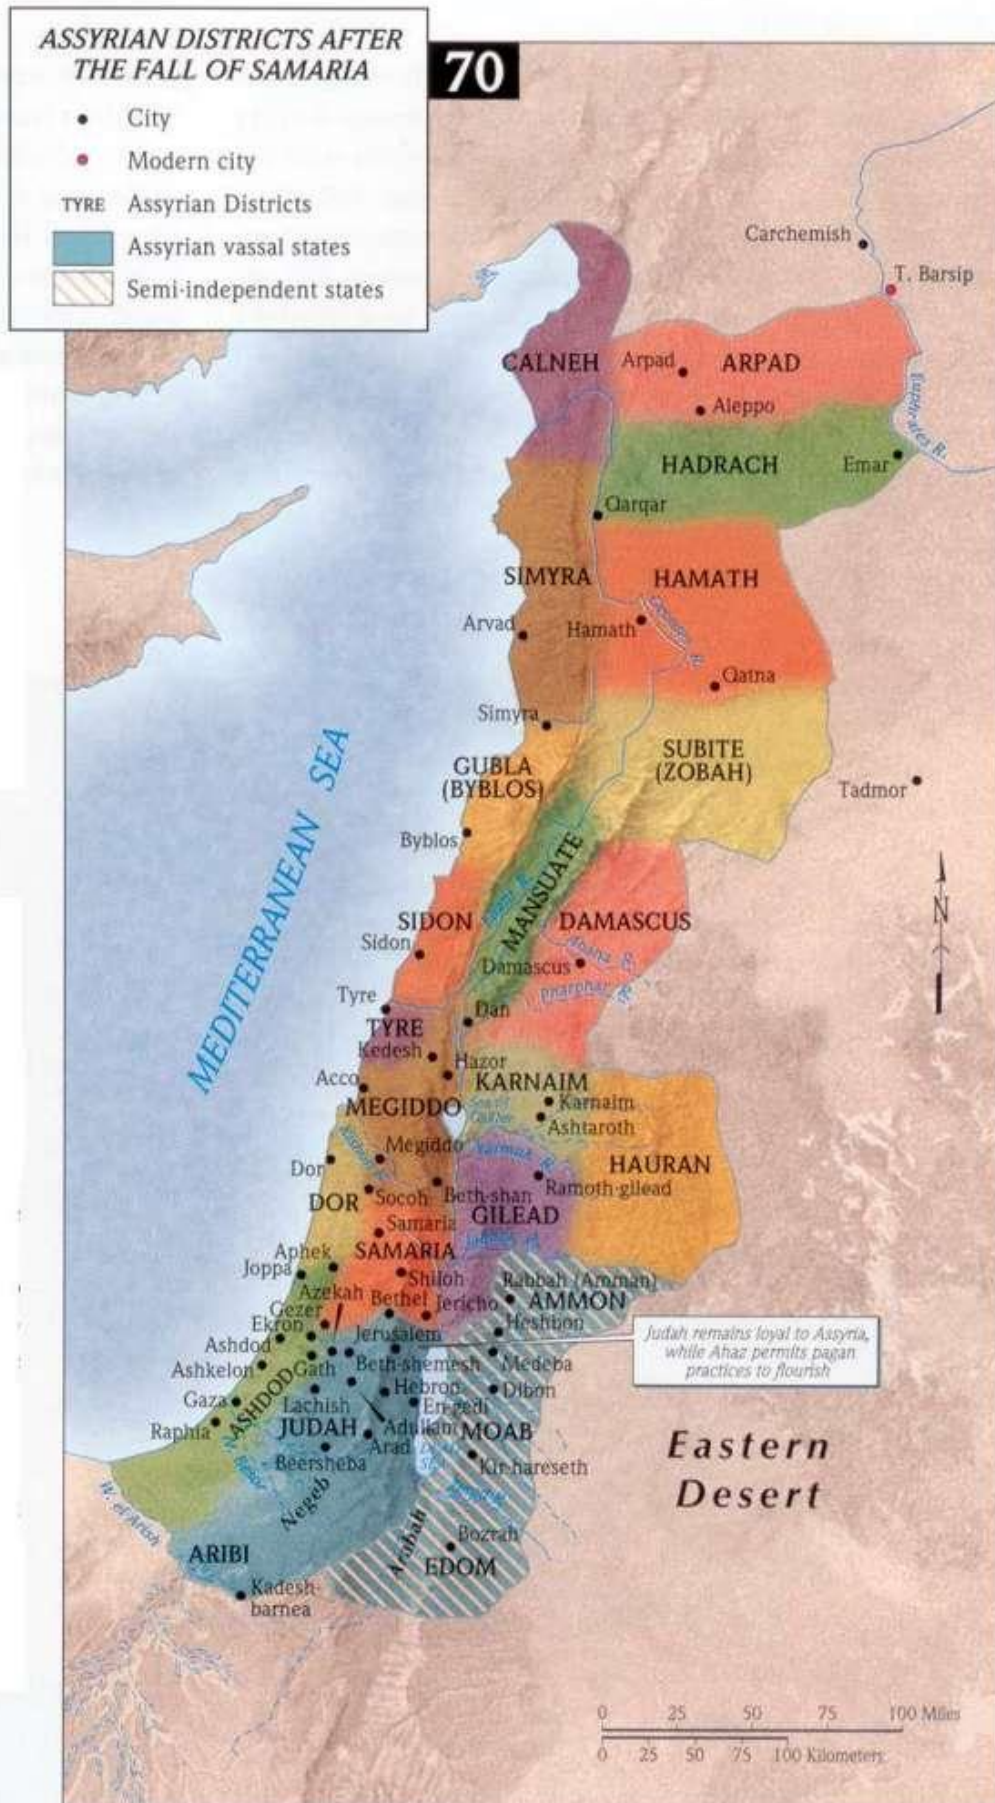 ASSYRIAN DISTRICTS AFTER
THE FALL OF SAMARIA
City
Modern city
TYRE Assyrian Districts
Assyrian vassal states
Semi-independent states
70
Carchemish
T. Barsip
CALNEH
Arpad
ARPAD
Aleppo
Euphrates R.
HADRACH
Emar
Qarqar
SIMYRA
HAMATH
Arvad
Hamath
Orontes R.
Qatna
Simyra
SUBITE
(ZOBAH)
GUBLA
(BYBLOS)
Tadmor
Byblos
MEDITERRANEAN SEA
MANSUATE
N
SIDON
DAMASCUS
Sidon
Abana R.
Damascus
Pharphar R.
Tyre
Dan
TYRE
Kedesh
Hazor
Acco
KARNAIM
Karnaim
MEGIDDO
Ashtaroth
Megiddo
Yarmuk R.
Dor
HAURAN
Ramoth-gilead
Beth-shan
DOR
Socoh
GILEAD
Samaria
SAMARIA
Aphek
Joppa
Shiloh
Rabbah (Amman)
Azekah
Bethel
Jericho
AMMON
Gezer
Heshbon
Ekron
Jerusalem
Judah remains loyal to Assyria,
while Ahaz permits pagan
practices to flourish
Ashdod
Beth-shemesh
Medeba
Ashkelon
Gath
Hebron
Dibon
Gaza
Lachish
En-gedi
ASHDOD
Raphia
JUDAH
Adullam
MOAB
Arad
Beersheba
Kir-hareseth
Eastern
Desert
Negeb
W. el-Arish
Arabah
Bozrah
ARIBI
EDOM
Kadesh-
barnea
0 25 50 75 100 Miles
0 25 50 75 100 Kilometers